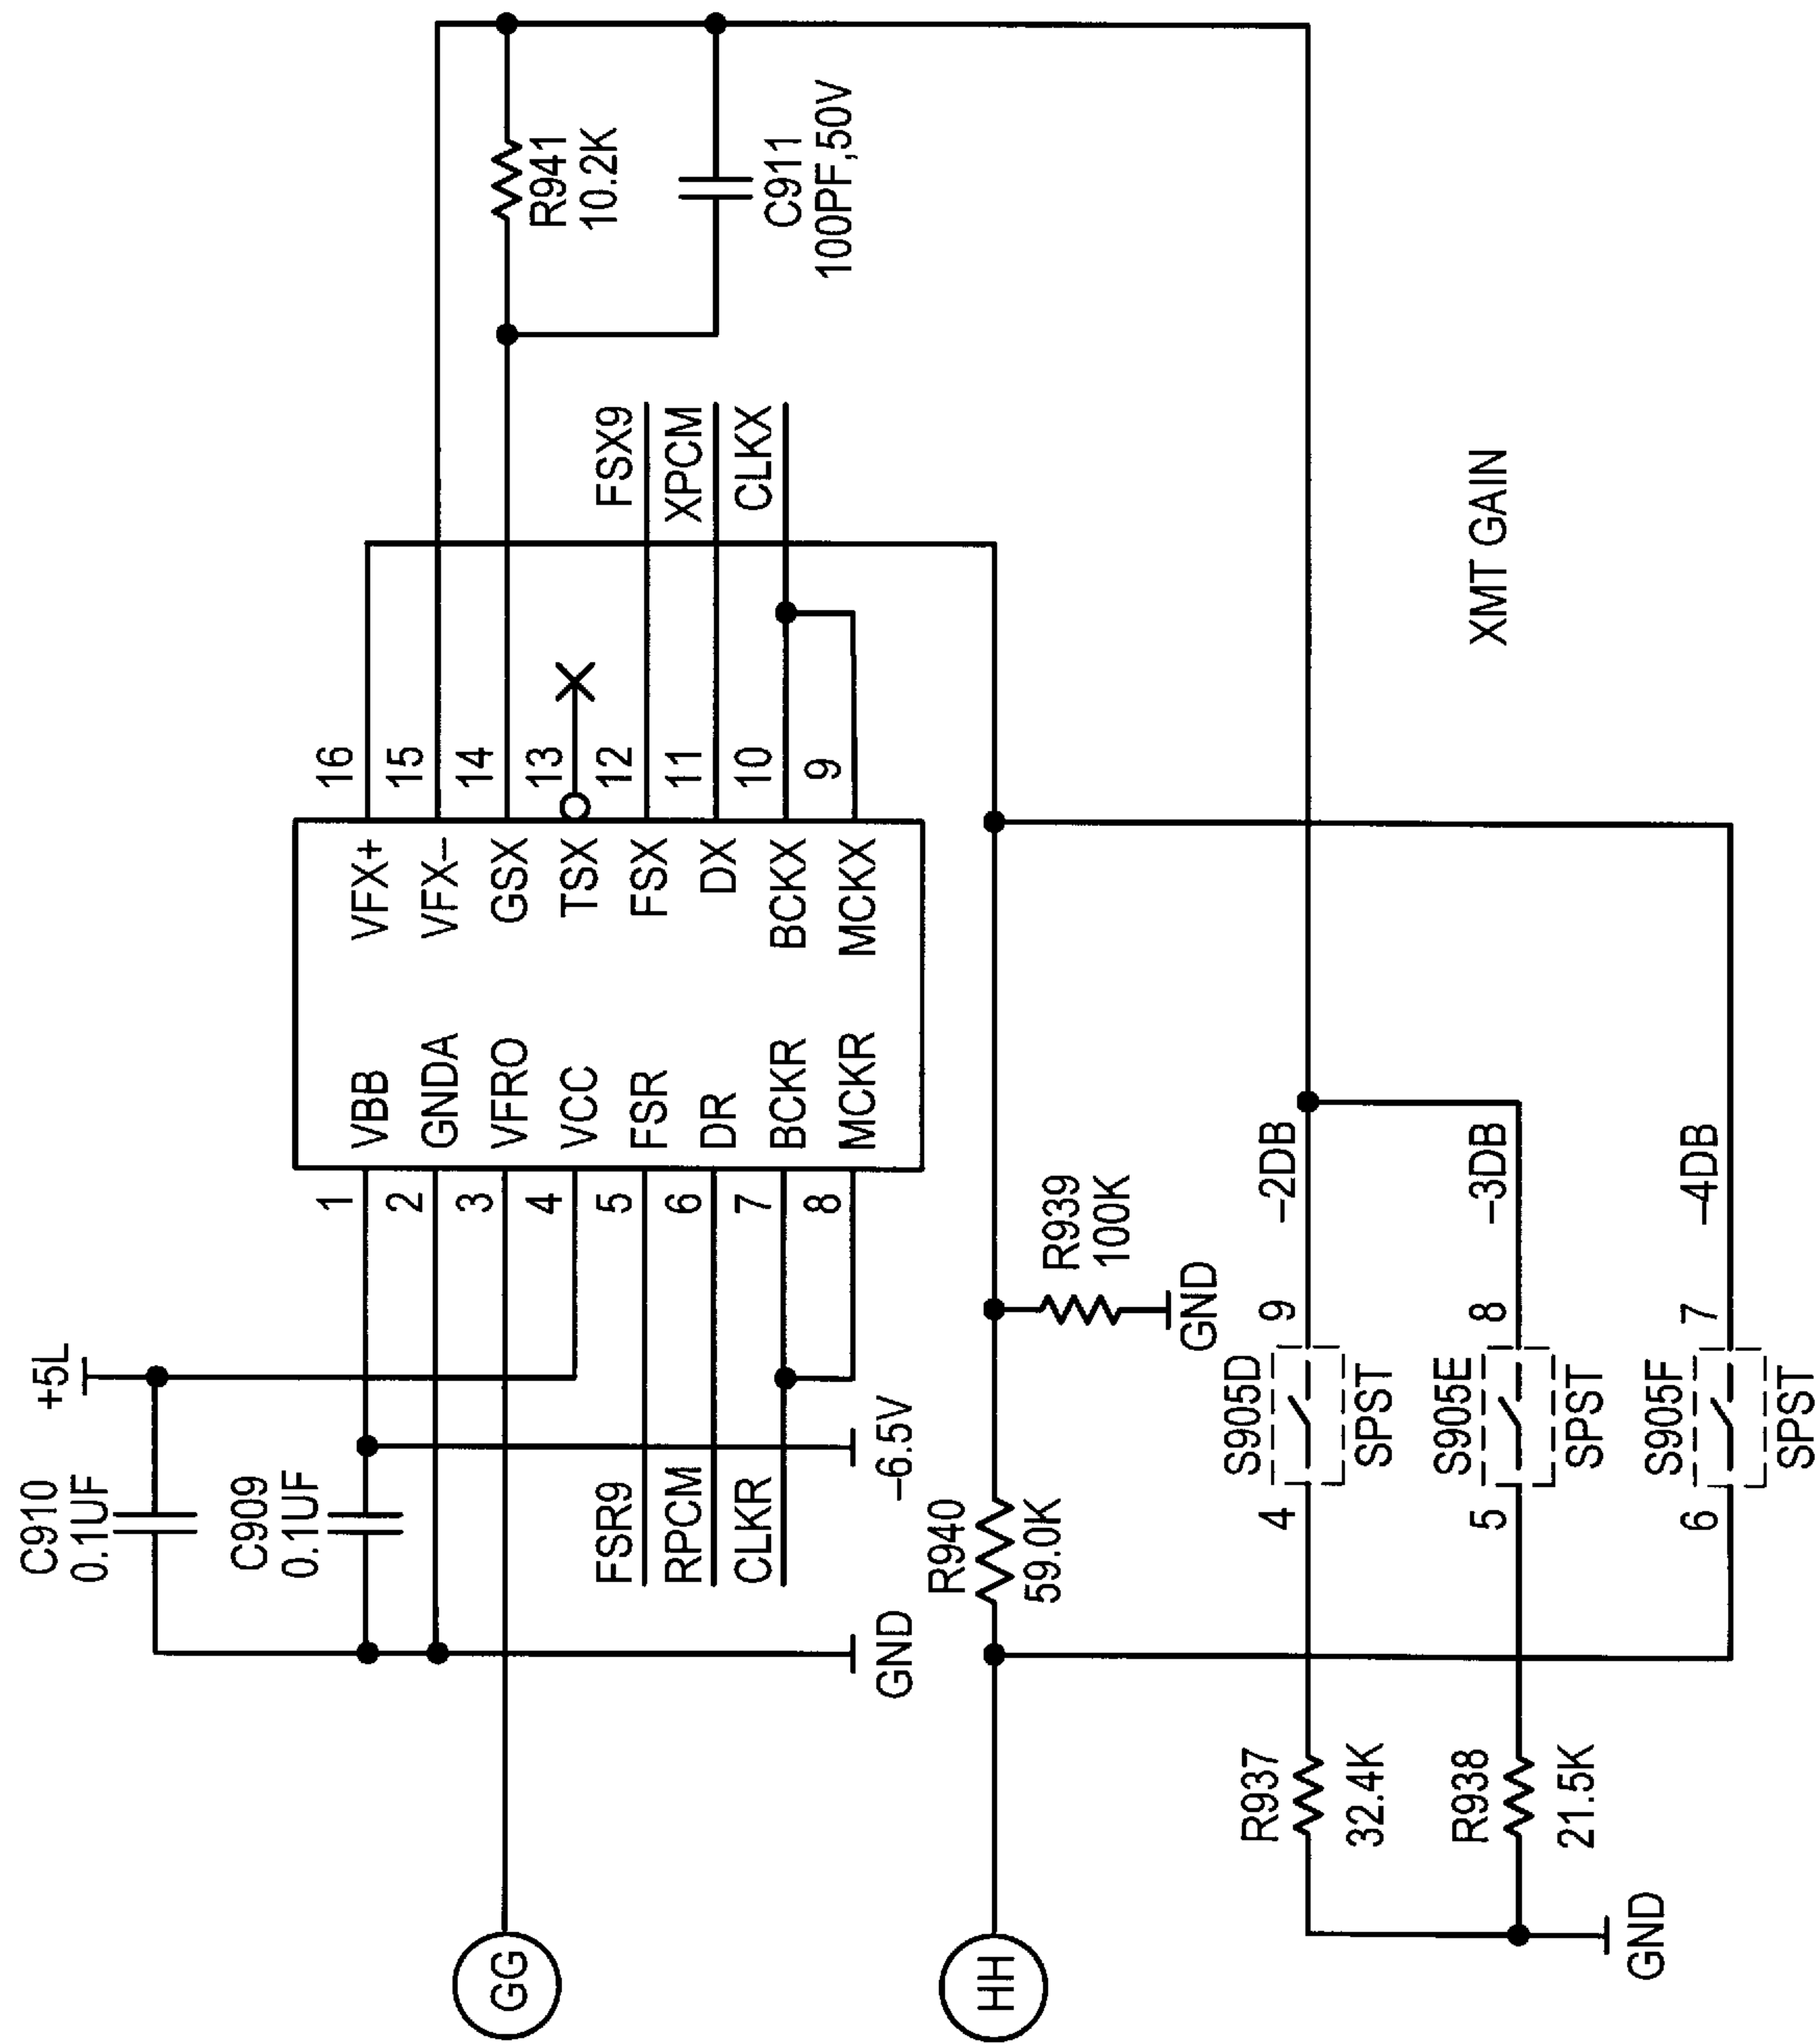 C910
0.1UF
+5L
C909
0.1UF
1
VBB
VFX+
16
2
GNDA
VFX–
15
3
VFRO
GSX
14
4
VCC
TSX
13
5
FSR
FSX
12
6
DR
DX
11
7
BCKR
BCKX
10
8
MCKR
MCKX
9
R941
10.2K
C911
100PF,50V
GG
FSR9
RPCM
CLKR
FSX9
XPCM
CLKX
GND
–6.5V
R940
59.0K
HH
R939
100K
GND
S905D
4
9
–2DB
SPST
R937
32.4K
S905E
5
8
–3DB
SPST
R938
21.5K
XMT GAIN
GND
S905F
6
7
–4DB
SPST